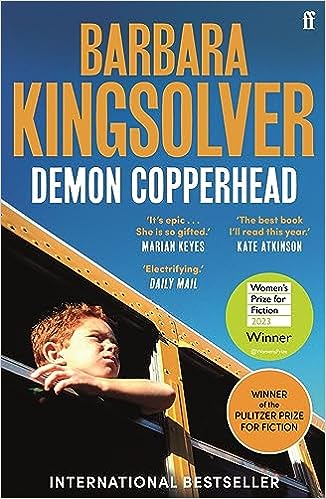 ff
BARBARA
KINGSOLVER
DEMON COPPERHEAD
'It's epic . . .
She is so gifted.'
MARIAN KEYES
'The best book
I'll read this year.'
KATE ATKINSON
'Electrifying.'
DAILY MAIL
Women's
Prize for
Fiction
2023
Winner
@WomensPrize
WINNER
OF THE
PULITZER PRIZE
FOR FICTION
INTERNATIONAL BESTSELLER